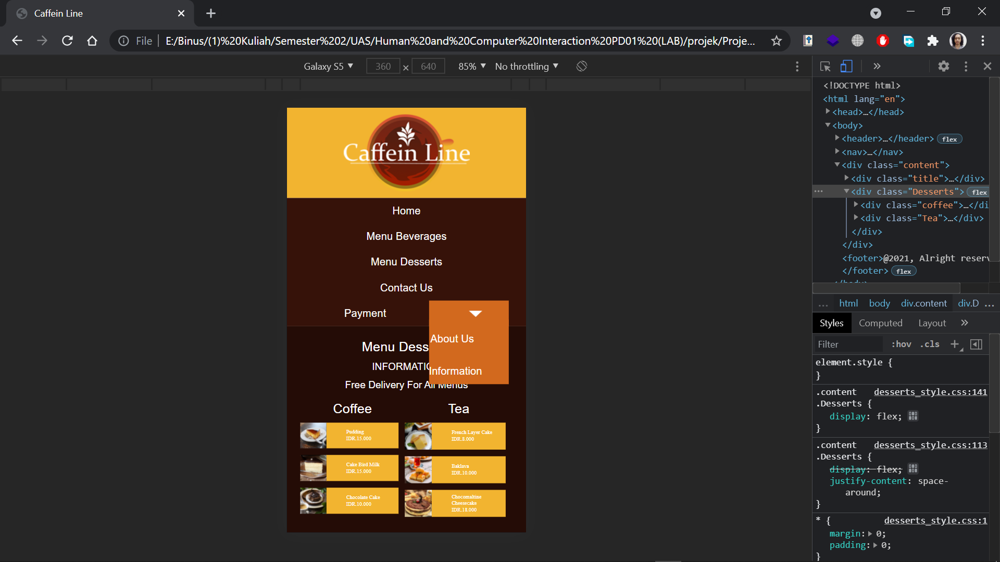 Caffein Line
File
E:/Binus/(1)%20Kuliah/Semester%202/UAS/Human%20and%20Computer%20Interaction%20PD01%20(LAB)/projek/Proje...
Galaxy S5
360
×
640
85%
No throttling
Caffein Line
Home
Menu Beverages
Menu Desserts
Contact Us
Payment
About Us
Information
Menu Dess
INFORMATIO
Free Delivery For All Menus
Coffee
Tea
Pudding
IDR.15.000
French Layer Cake
IDR.8.000
Cake Bird Milk
IDR.15.000
Baklava
IDR.10.000
Chocolate Cake
IDR.10.000
Chocomaltine
Cheesecake
IDR.18.000
<!DOCTYPE html>
<html lang="en">
<head>…</head>
<body>
<header>…</header> flex
<nav>…</nav>
<div class="content">
<div class="title">…</div>
<div class="Desserts"> flex
<div class="coffee">…</di
<div class="Tea">…</div>
</div>
</div>
<footer>@2021, Alright reserv
</footer> flex
</body>
... html body div.content div.D ...
Styles Computed Layout
Filter :hov .cls
element.style {
}
.content desserts_style.css:141
.Desserts {
display: flex;
}
.content desserts_style.css:113
.Desserts {
display: flex;
justify-content: space-
around;
}
* { desserts_style.css:1
margin: 0;
padding: 0;
}